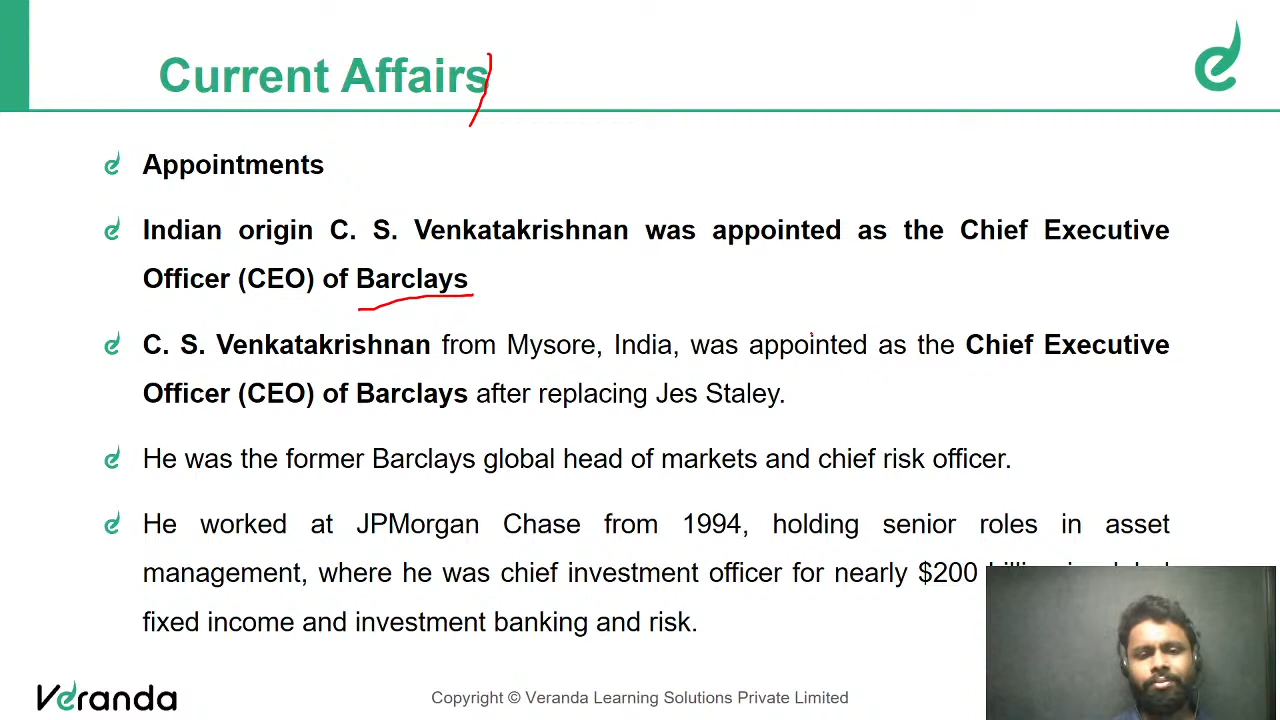 Current Affairs
Appointments
Indian origin C. S. Venkatakrishnan was appointed as the Chief Executive
Officer (CEO) of Barclays
C. S. Venkatakrishnan from Mysore, India, was appointed as the Chief Executive
Officer (CEO) of Barclays after replacing Jes Staley.
He was the former Barclays global head of markets and chief risk officer.
He worked at JPMorgan Chase from 1994, holding senior roles in asset
management, where he was chief investment officer for nearly $200
fixed income and investment banking and risk.
Veranda
Copyright © Veranda Learning Solutions Private Limited